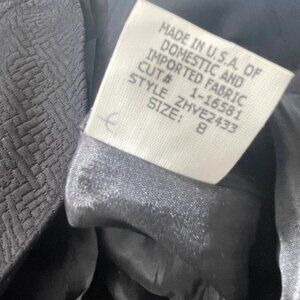 MADE IN U.S.A. OF
DOMESTIC AND
IMPORTED FABRIC
CUT# 1-16581
STYLE ZHVE2433
SIZE: 8